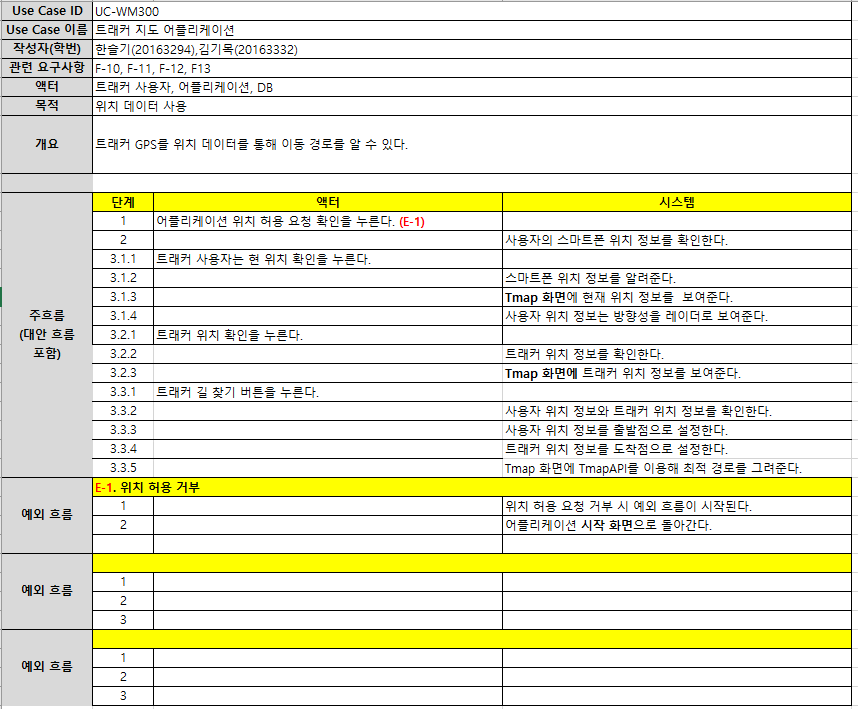 Use Case ID UC-WM300
Use Case 이름 트래커 지도 어플리케이션
작성자(학번) 한슬기(20163294),김기목(20163332)
관련 요구사항 F-10, F-11, F-12, F13
액터 트래커 사용자, 어플리케이션, DB
목적 위치 데이터 사용
개요 트래커 GPS를 위치 데이터를 통해 이동 경로를 알 수 있다.
단계 액터 시스템
주흐름
(대안 흐름
포함)
1 어플리케이션 위치 허용 요청 확인을 누른다. (E-1)
2 사용자의 스마트폰 위치 정보를 확인한다.
3.1.1 트래커 사용자는 현 위치 확인을 누른다.
3.1.2 스마트폰 위치 정보를 알려준다.
3.1.3 Tmap 화면에 현재 위치 정보를  보여준다.
3.1.4 사용자 위치 정보는 방향성을 레이더로 보여준다.
3.2.1 트래커 위치 확인을 누른다.
3.2.2 트래커 위치 정보를 확인한다.
3.2.3 Tmap 화면에 트래커 위치 정보를 보여준다.
3.3.1 트래커 길 찾기 버튼을 누른다.
3.3.2 사용자 위치 정보와 트래커 위치 정보를 확인한다.
3.3.3 사용자 위치 정보를 출발점으로 설정한다.
3.3.4 트래커 위치 정보를 도착점으로 설정한다.
3.3.5 Tmap 화면에 TmapAPI를 이용해 최적 경로를 그려준다.
예외 흐름
E-1. 위치 허용 거부
1 위치 허용 요청 거부 시 예외 흐름이 시작된다.
2 어플리케이션 시작 화면으로 돌아간다.
예외 흐름
1
2
3
예외 흐름
1
2
3